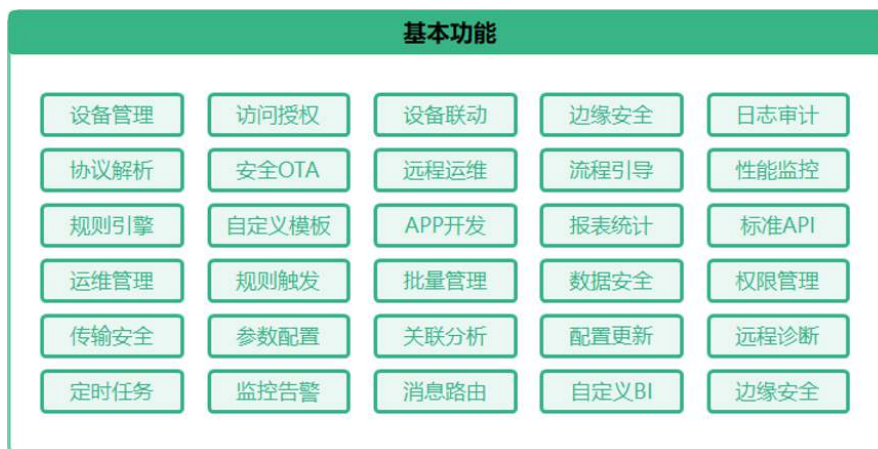 基本功能
设备管理 访问授权 设备联动 边缘安全 日志审计
协议解析 安全OTA 远程运维 流程引导 性能监控
规则引擎 自定义模板 APP开发 报表统计 标准API
运维管理 规则触发 批量管理 数据安全 权限管理
传输安全 参数配置 关联分析 配置更新 远程诊断
定时任务 监控告警 消息路由 自定义BI 边缘安全